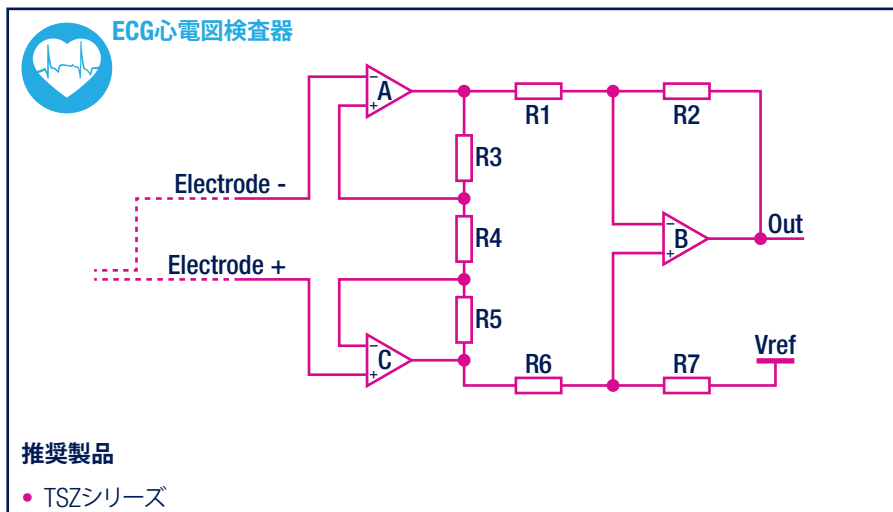 ECG心電図検査器
A
R1
R2
R3
Electrode -
R4
B
Out
Electrode +
R5
C
R6
R7
Vref
推奨製品
• TSZシリーズ